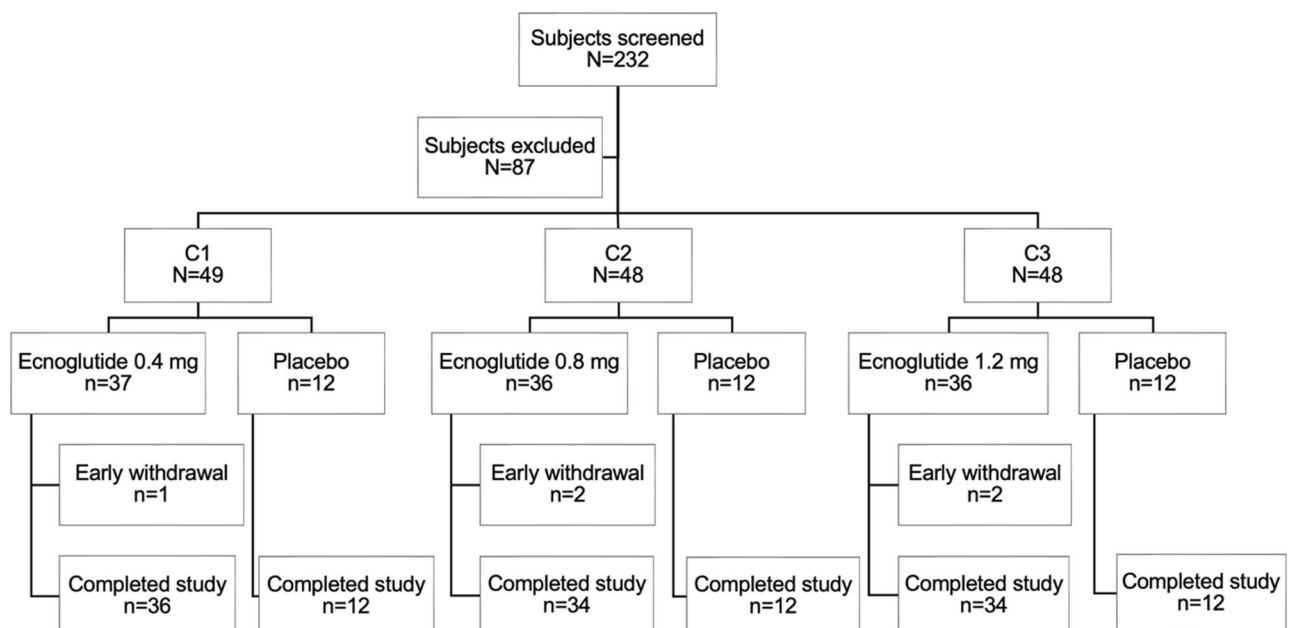 Subjects screened
N=232
Subjects excluded
N=87
C1
N=49
C2
N=48
C3
N=48
Ecnoglutide 0.4 mg
n=37
Placebo
n=12
Ecnoglutide 0.8 mg
n=36
Placebo
n=12
Ecnoglutide 1.2 mg
n=36
Placebo
n=12
Early withdrawal
n=1
Early withdrawal
n=2
Early withdrawal
n=2
Completed study
n=36
Completed study
n=12
Completed study
n=34
Completed study
n=12
Completed study
n=34
Completed study
n=12